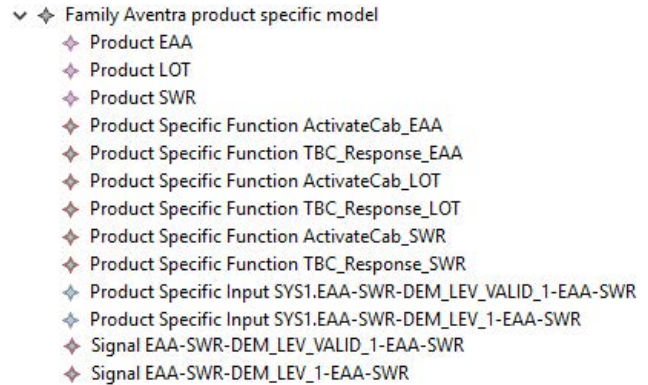 Family Aventra product specific model
Product EAA
Product LOT
Product SWR
Product Specific Function ActivateCab_EAA
Product Specific Function TBC_Response_EAA
Product Specific Function ActivateCab_LOT
Product Specific Function TBC_Response_LOT
Product Specific Function ActivateCab_SWR
Product Specific Function TBC_Response_SWR
Product Specific Input SYS1.EAA-SWR-DEM_LEV_VALID_1-EAA-SWR
Product Specific Input SYS1.EAA-SWR-DEM_LEV_1-EAA-SWR
Signal EAA-SWR-DEM_LEV_VALID_1-EAA-SWR
Signal EAA-SWR-DEM_LEV_1-EAA-SWR